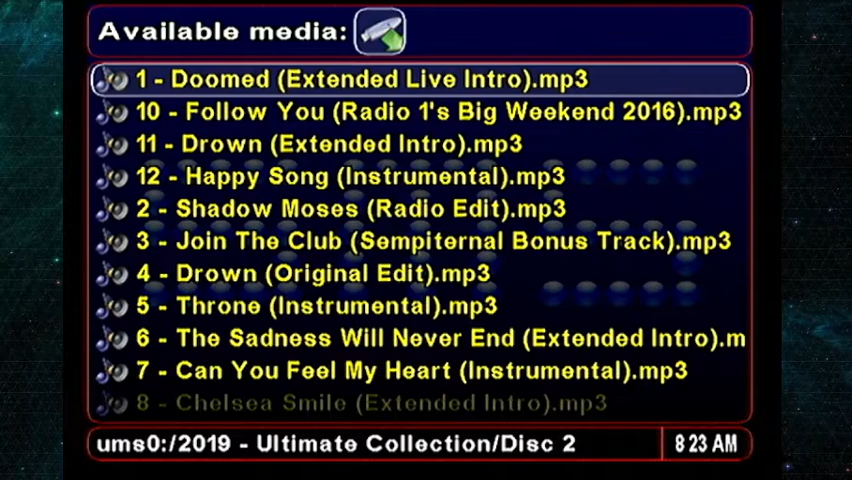 Available media:
1 - Doomed (Extended Live Intro).mp3
10 - Follow You (Radio 1's Big Weekend 2016).mp3
11 - Drown (Extended Intro).mp3
12 - Happy Song (Instrumental).mp3
2 - Shadow Moses (Radio Edit).mp3
3 - Join The Club (Sempiternal Bonus Track).mp3
4 - Drown (Original Edit).mp3
5 - Throne (Instrumental).mp3
6 - The Sadness Will Never End (Extended Intro).m
7 - Can You Feel My Heart (Instrumental).mp3
8 - Chelsea Smile (Extended Intro).mp3
ums0:/2019 - Ultimate Collection/Disc 2
8 23 AM